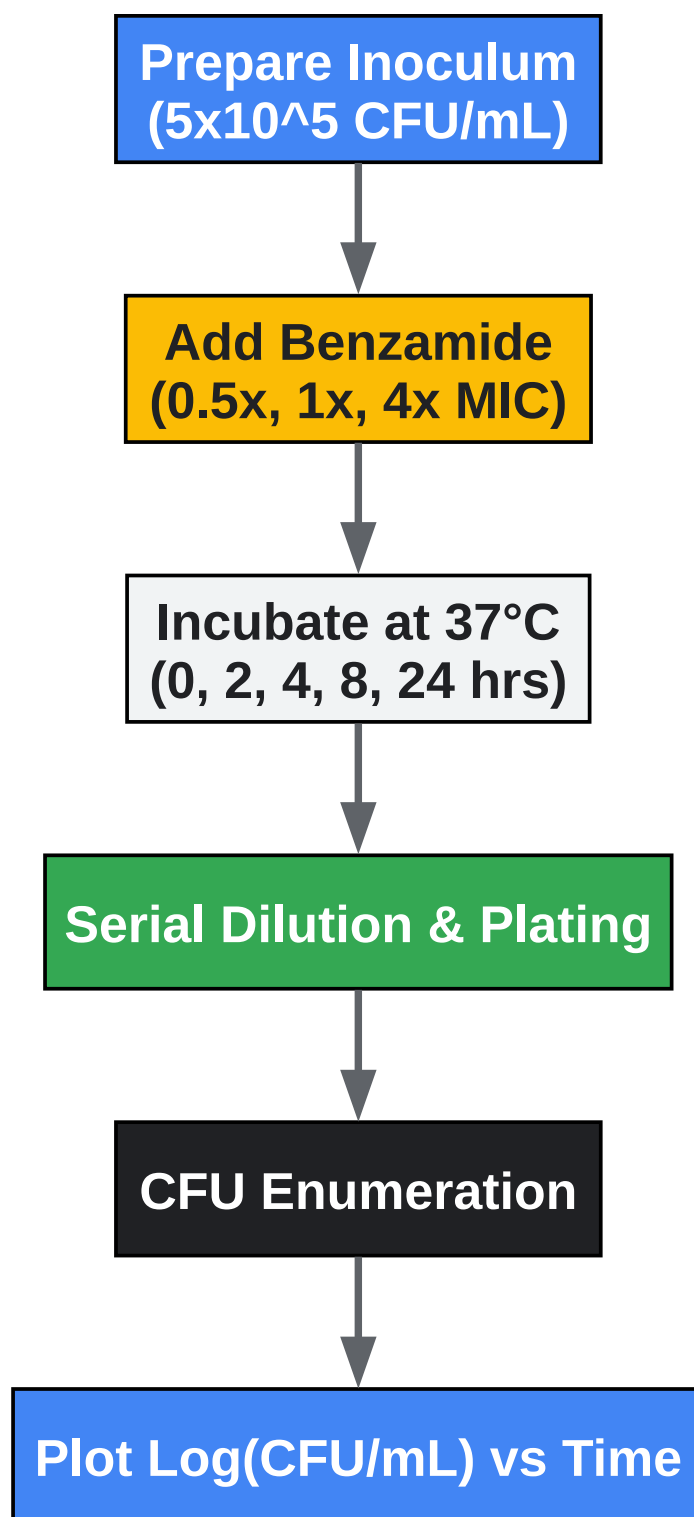 Prepare Inoculum
(5x10^5 CFU/mL)
Add Benzamide
(0.5x, 1x, 4x MIC)
Incubate at 37°C
(0, 2, 4, 8, 24 hrs)
Serial Dilution & Plating
CFU Enumeration
Plot Log(CFU/mL) vs Time